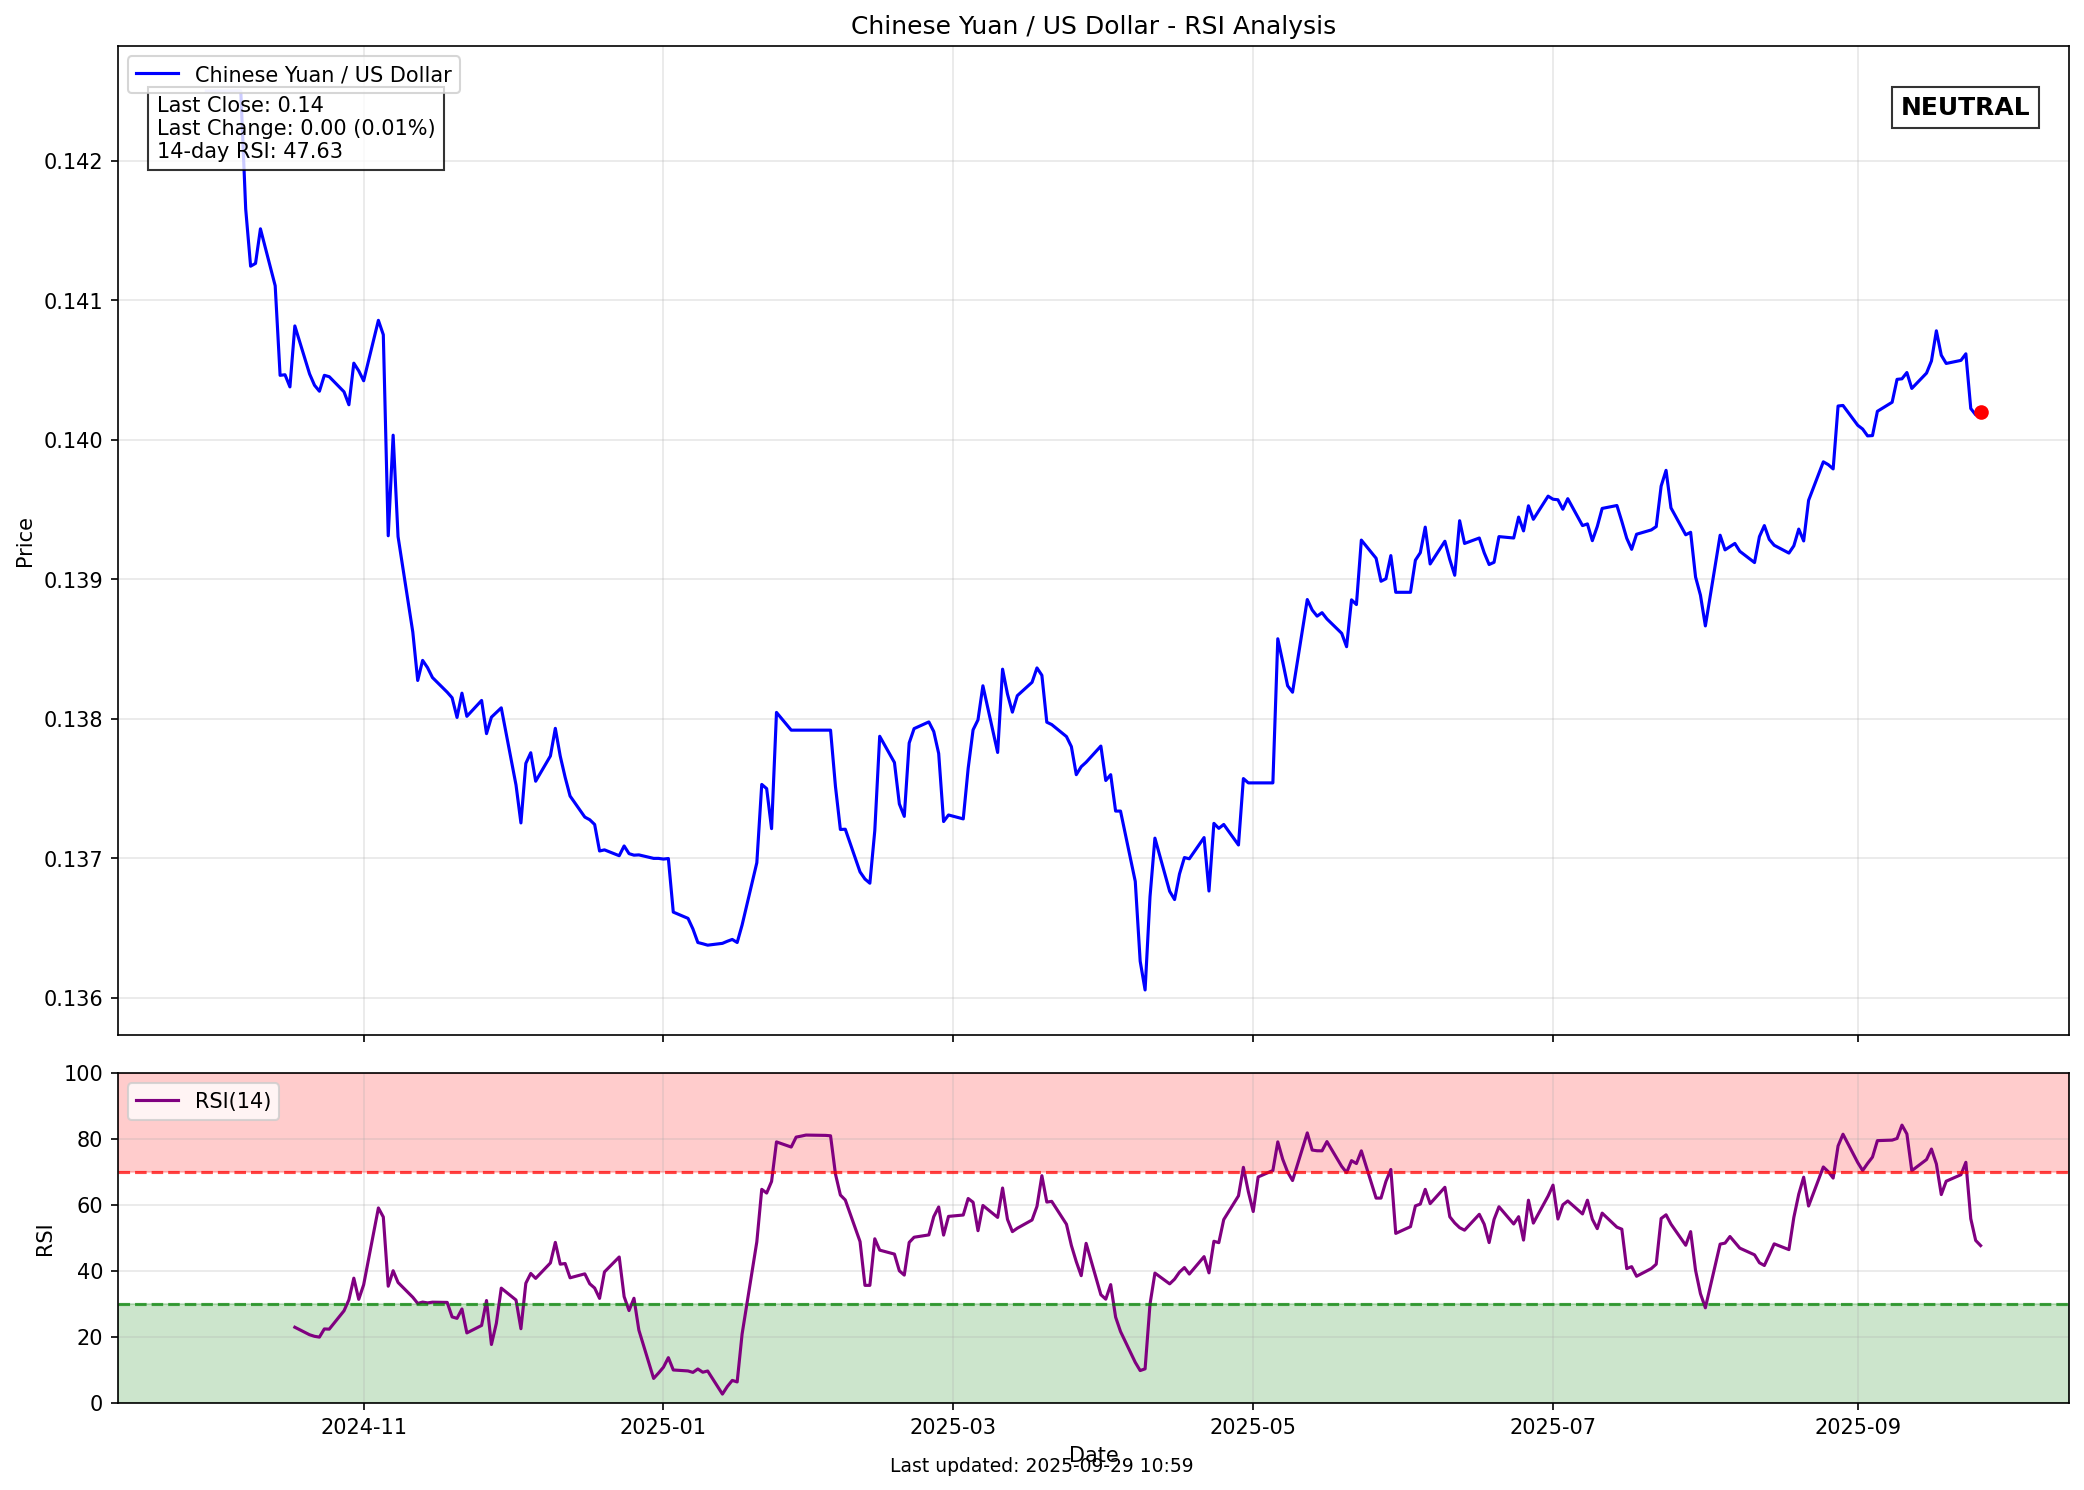 Chinese Yuan / US Dollar - RSI Analysis
Chinese Yuan / US Dollar
Last Close: 0.14
Last Change: 0.00 (0.01%)
14-day RSI: 47.63
NEUTRAL
Price
0.142
0.141
0.140
0.139
0.138
0.137
0.136
RSI(14)
RSI
100
80
60
40
20
0
2024-11
2025-01
2025-03
2025-05
2025-07
2025-09
Date
Last updated: 2025-09-29 10:59